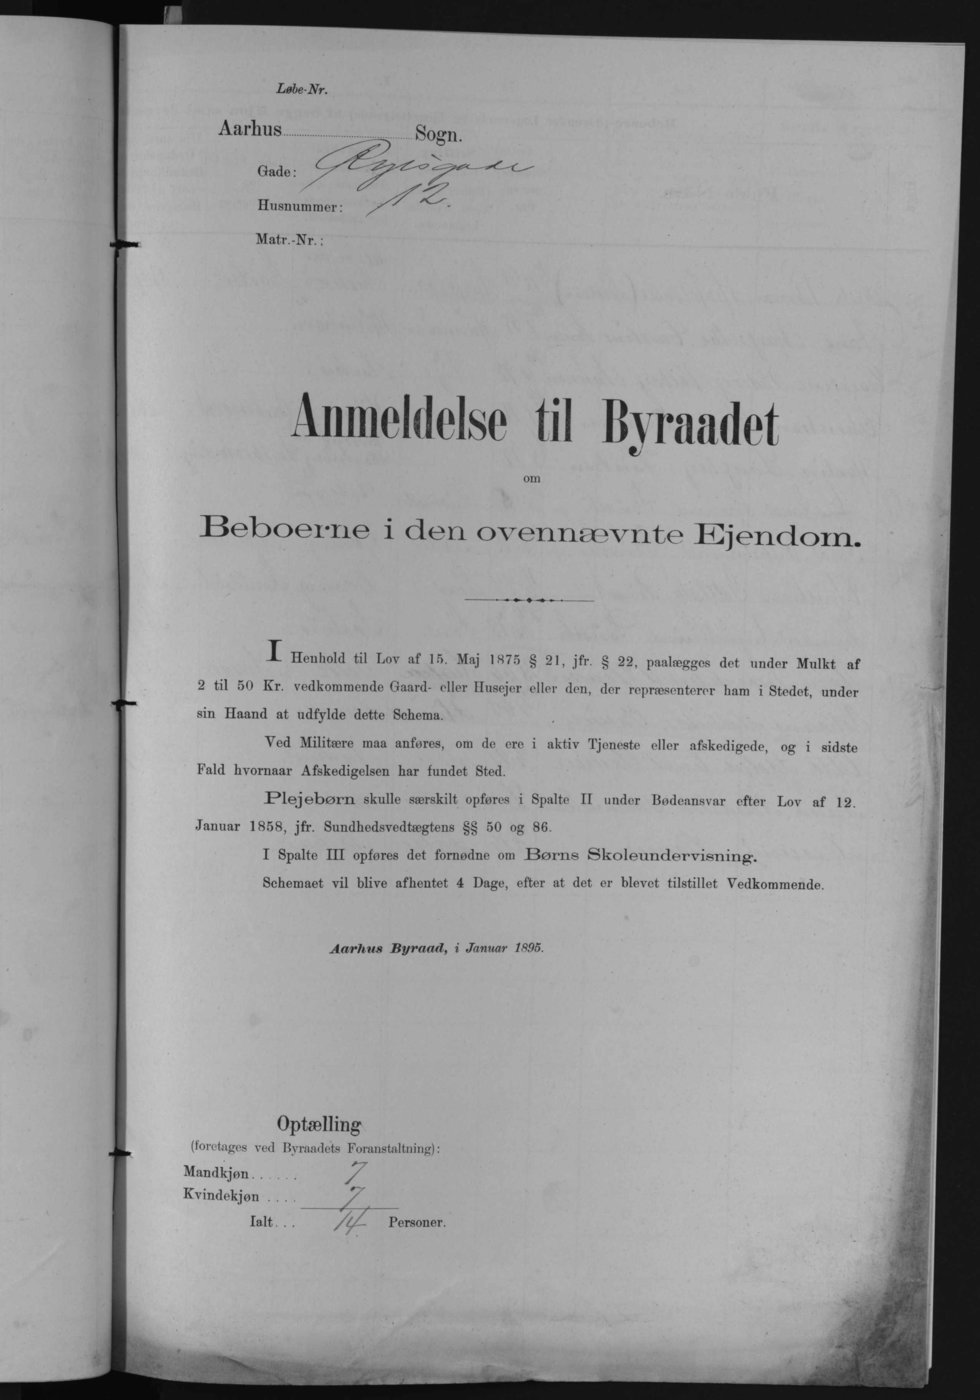 Løbe-Nr.
Aarhus Sogn.
Gade: Ryesgade
Husnummer: 12.
Matr.-Nr.:
Anmeldelse til Byraadet
om
Beboerne i den ovennævnte Ejendom.
I Henhold til Lov af 15. Maj 1875 § 21, jfr. § 22, paalægges det under Mulkt af
2 til 50 Kr. vedkommende Gaard- eller Husejer eller den, der repræsenterer ham i Stedet, under
sin Haand at udfylde dette Schema.
Ved Militære maa anføres, om de ere i aktiv Tjeneste eller afskedigede, og i sidste
Fald hvornaar Afskedigelsen har fundet Sted.
Plejebørn skulle særskilt opføres i Spalte II under Bødeansvar efter Lov af 12.
Januar 1858, jfr. Sundhedsvedtægtens §§ 50 og 86.
I Spalte III opføres det fornødne om Børns Skoleundervisning.
Schemaet vil blive afhentet 4 Dage, efter at det er blevet tilstillet Vedkommende.
Aarhus Byraad, i Januar 1895.
Optælling
(foretages ved Byraadets Foranstaltning):
Mandkjøn...... 7
Kvindekjøn.... 7
Ialt... 14 Personer.